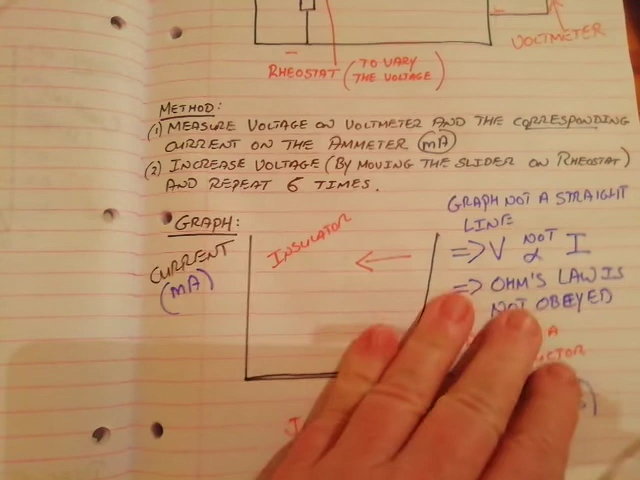 VOLTMETER
RHEOSTAT (TO VARY
THE VOLTAGE)
METHOD:
(1) MEASURE VOLTAGE ON VOLTMETER AND THE CORRESPONDING
CURRENT ON THE AMMETER (mA)
(2) INCREASE VOLTAGE (BY MOVING THE SLIDER ON RHEOSTAT)
AND REPEAT 6 TIMES.
GRAPH:
CURRENT
(mA)
INSULATOR
GRAPH NOT A STRAIGHT
LINE
=> V NOT ∝ I
=> OHM'S LAW IS
NOT OBEYED
A